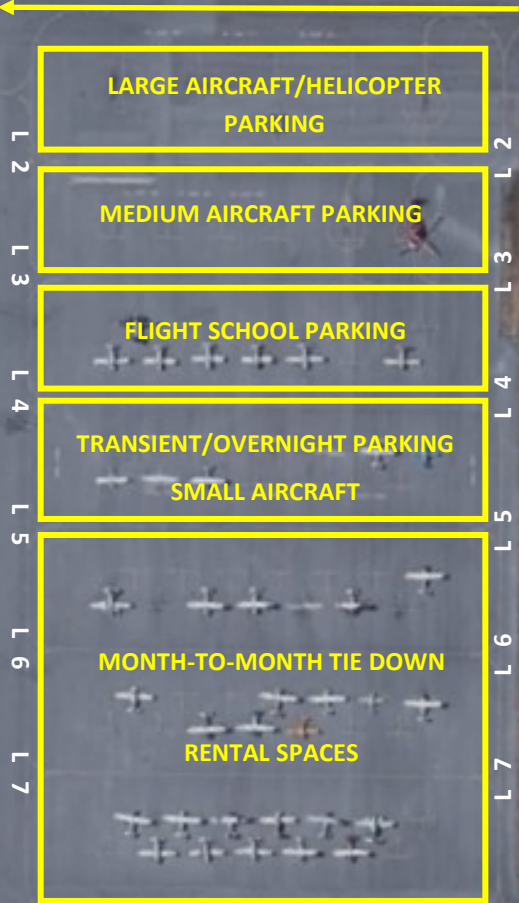 LARGE AIRCRAFT/HELICOPTER
PARKING
L 2
L 2
MEDIUM AIRCRAFT PARKING
L 3
L 3
FLIGHT SCHOOL PARKING
L 4
L 4
TRANSIENT/OVERNIGHT PARKING
SMALL AIRCRAFT
L 5
L 5
MONTH-TO-MONTH TIE DOWN
L 6
L 6
RENTAL SPACES
L 7
L 7